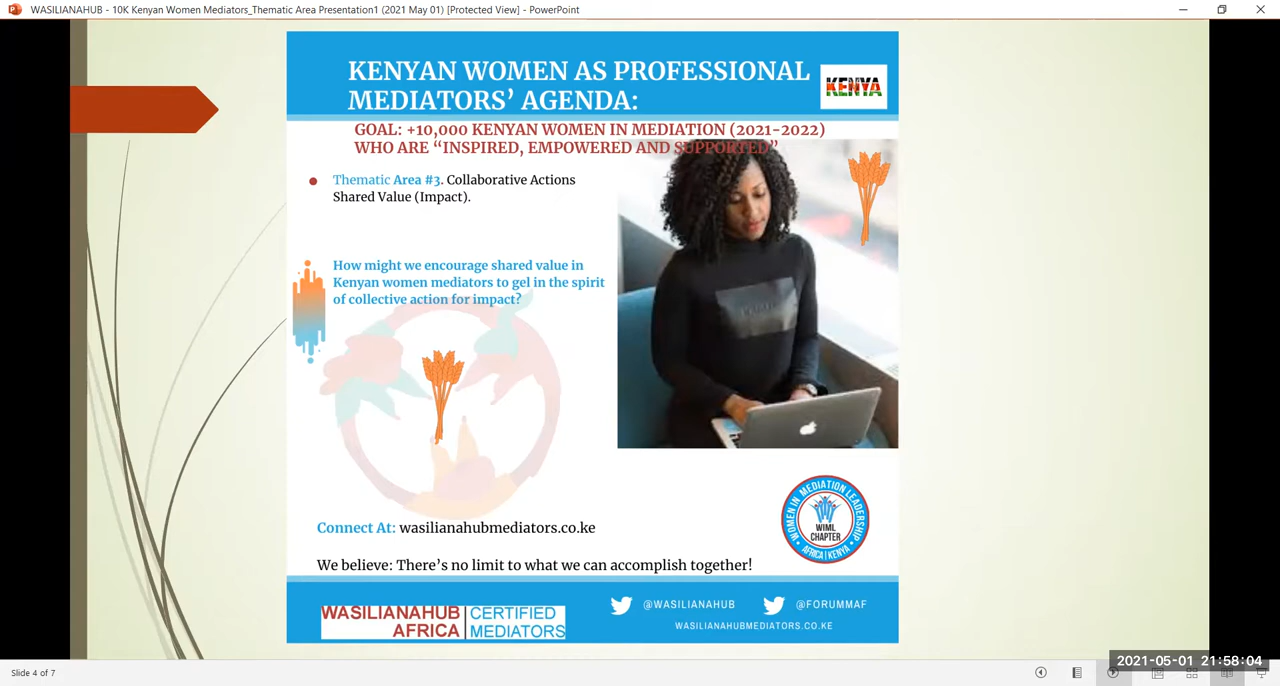 WASILIANAHUB - 10K Kenyan Women Mediators_Thematic Area Presentation1 (2021 May 01) [Protected View] - PowerPoint
KENYAN WOMEN AS PROFESSIONAL
MEDIATORS’ AGENDA:
KENYA
GOAL: +10,000 KENYAN WOMEN IN MEDIATION (2021-2022)
WHO ARE “INSPIRED, EMPOWERED AND SUPPORTED”
Thematic Area #3. Collaborative Actions
Shared Value (Impact).
How might we encourage shared value in
Kenyan women mediators to gel in the spirit
of collective action for impact?
WOMEN IN MEDIATION LEADERSHIP
WIML
CHAPTER
AFRICA | KENYA
Connect At: wasilianahubmediators.co.ke
We believe: There’s no limit to what we can accomplish together!
WASILIANAHUB CERTIFIED
AFRICA MEDIATORS
@WASILIANAHUB @FORUMMAF
WASILIANAHUBMEDIATORS.CO.KE
2021-05-01 21:58:04
Slide 4 of 7